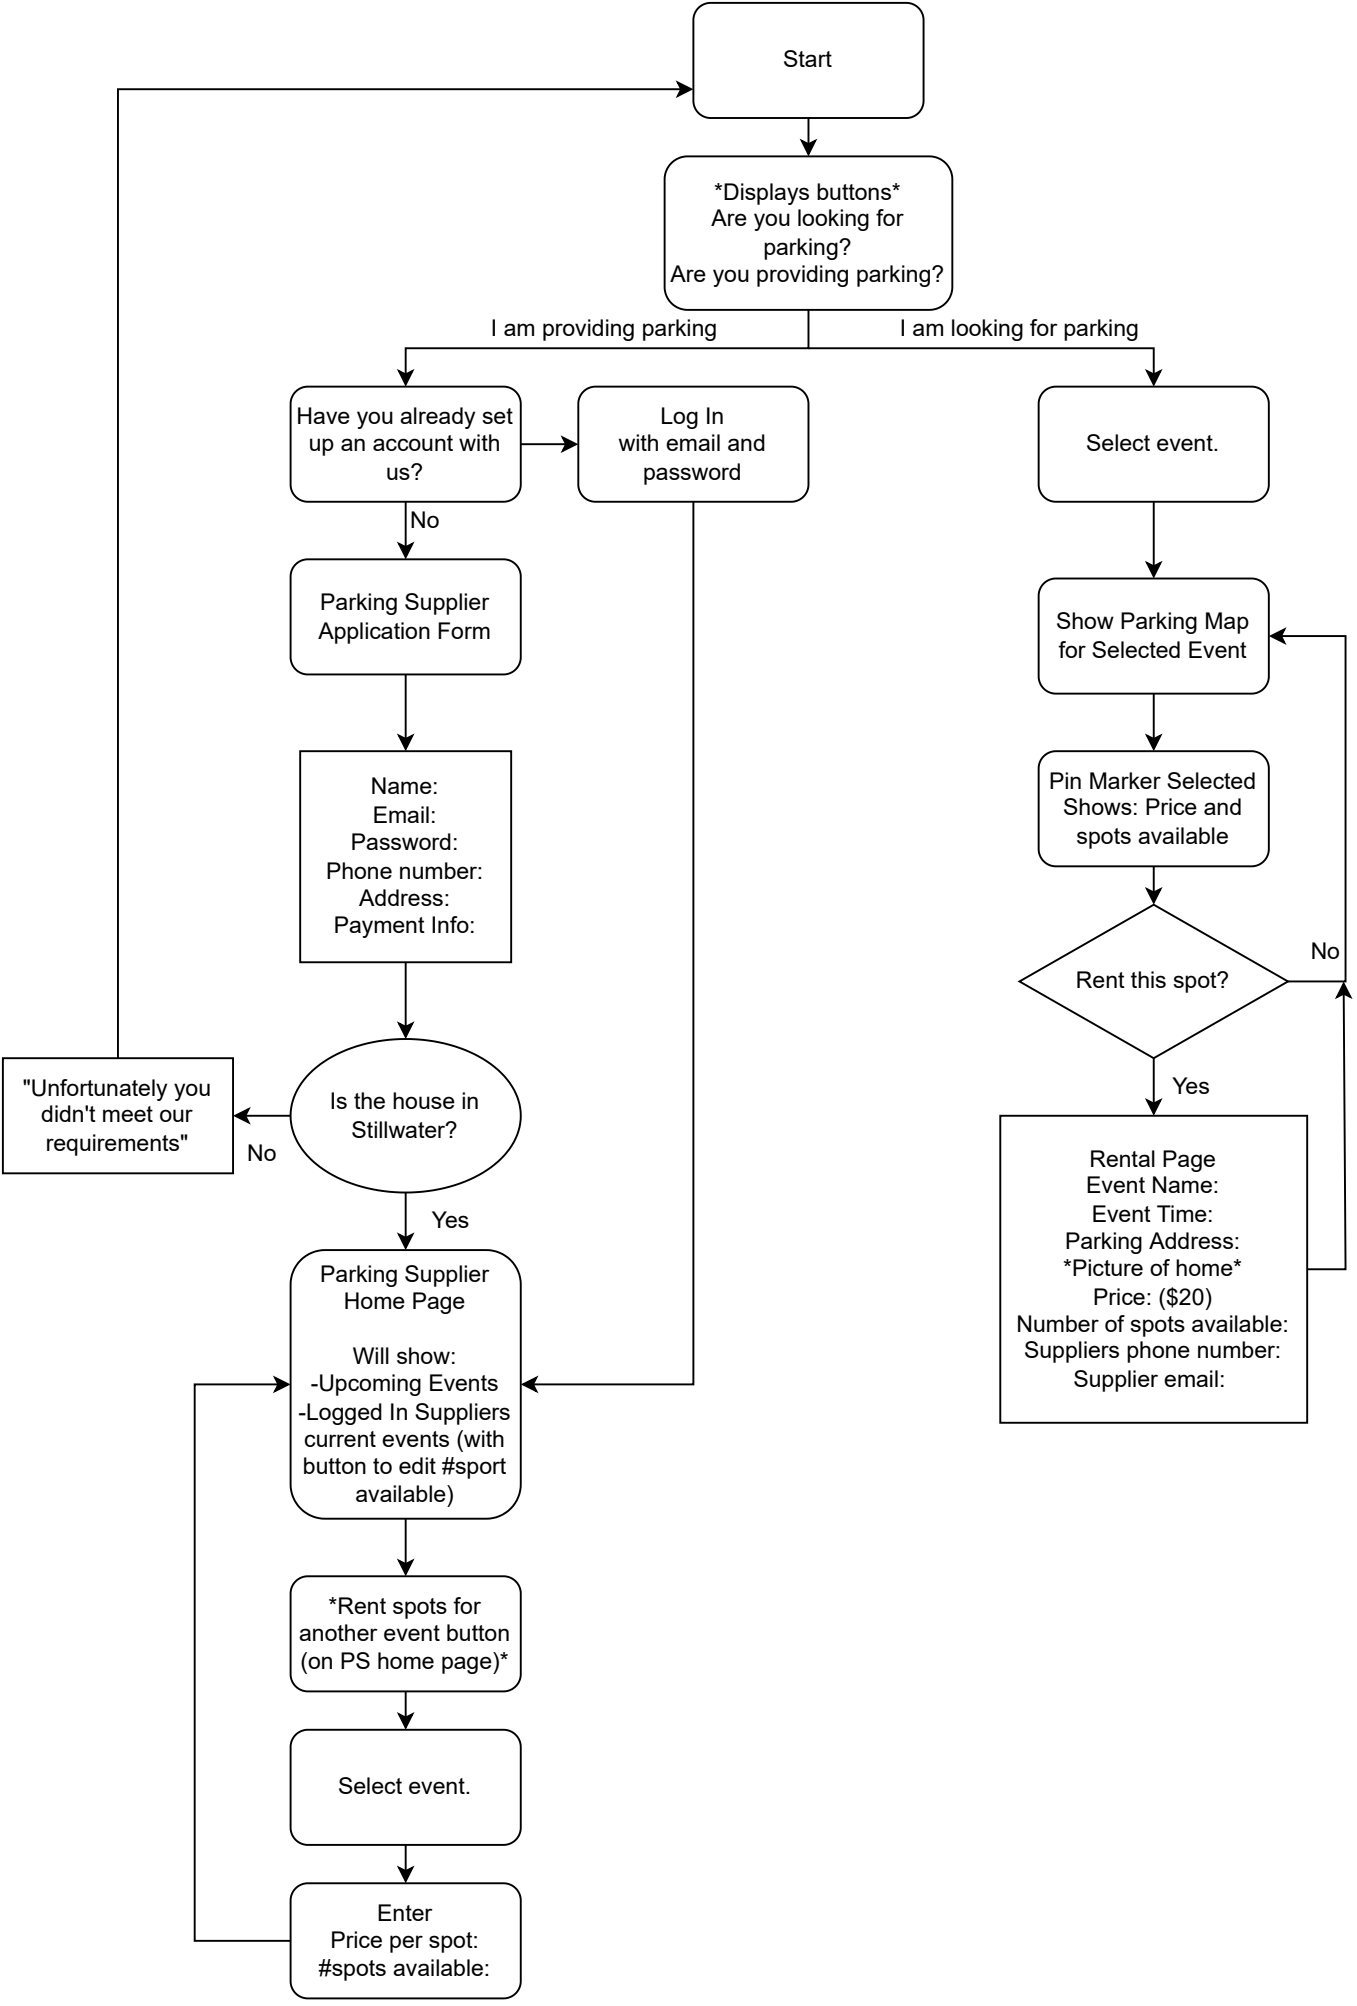 Start
*Displays buttons*
Are you looking for
parking?
Are you providing parking?
I am providing parking
I am looking for parking
Have you already set
up an account with
us?
Log In
with email and
password
Select event.
No
Parking Supplier
Application Form
Show Parking Map
for Selected Event
Name:
Email:
Password:
Phone number:
Address:
Payment Info:
Pin Marker Selected
Shows: Price and
spots available
Rent this spot?
No
Yes
"Unfortunately you
didn't meet our
requirements"
No
Is the house in
Stillwater?
Yes
Rental Page
Event Name:
Event Time:
Parking Address:
*Picture of home*
Price: ($20)
Number of spots available:
Suppliers phone number:
Supplier email:
Parking Supplier
Home Page
Will show:
-Upcoming Events
-Logged In Suppliers
current events (with
button to edit #sport
available)
*Rent spots for
another event button
(on PS home page)*
Select event.
Enter
Price per spot:
#spots available: